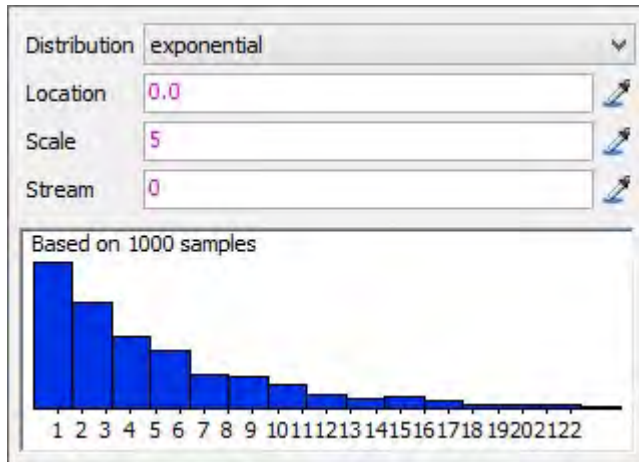 Distribution exponential
Location 0.0
Scale 5
Stream 0
Based on 1000 samples
1 2 3 4 5 6 7 8 9 10111213141516171819202122